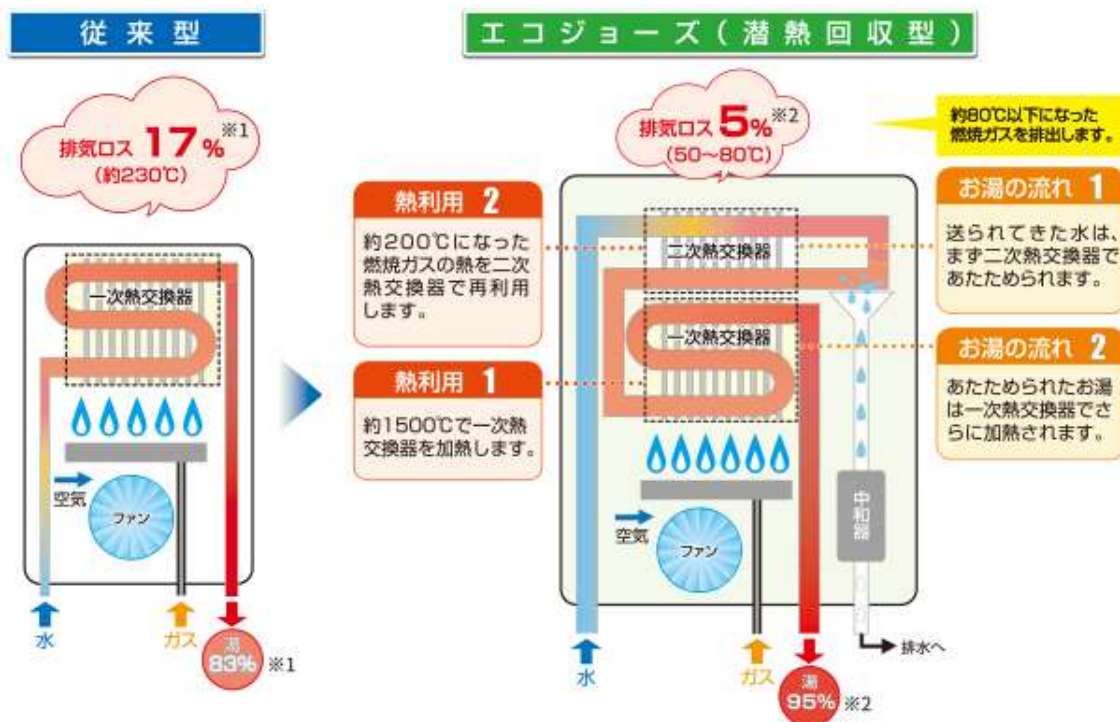 従来型
排気ロス 17% ※1
(約230℃)
一次熱交換器
空気
ファン
水
ガス
湯
83% ※1
エコジョーズ(潜熱回収型)
排気ロス 5% ※2
(50～80℃)
約80℃以下になった
燃焼ガスを排出します。
熱利用 2
約200℃になった
燃焼ガスの熱を二次
熱交換器で再利用
します。
熱利用 1
約1500℃で一次熱
交換器を加熱します。
二次熱交換器
一次熱交換器
お湯の流れ 1
送られてきた水は、
まず二次熱交換器で
あたためられます。
お湯の流れ 2
あたためられたお湯
は一次熱交換器でさ
らに加熱されます。
中和器
空気
ファン
水
ガス
湯
95% ※2
排水へ